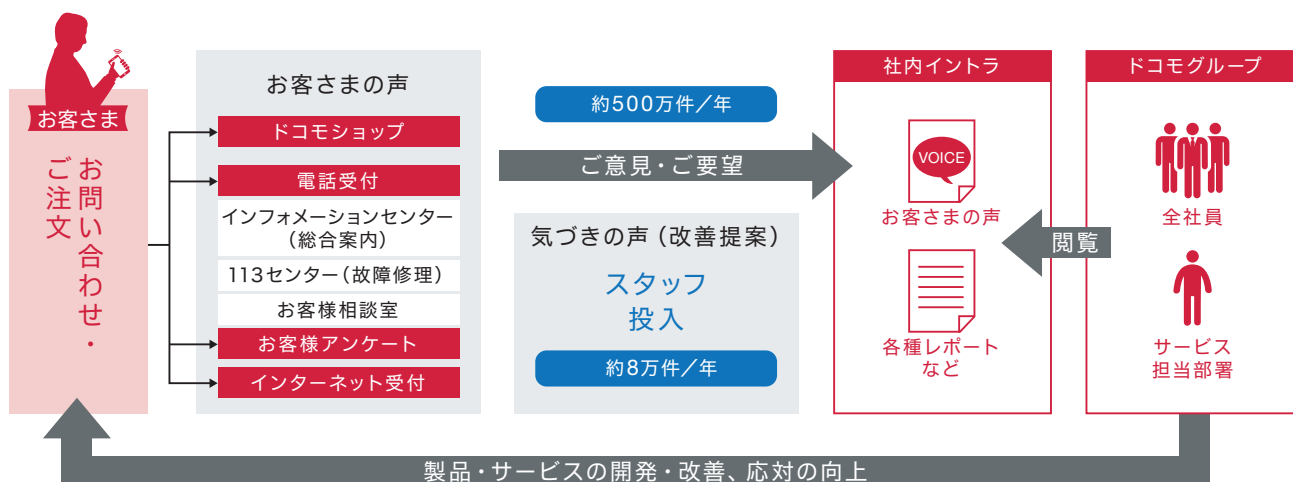 お客さま
お問い合わせ・
ご注文
お客さまの声
ドコモショップ
電話受付
インフォメーションセンター
（総合案内）
113センター（故障修理）
お客様相談室
お客様アンケート
インターネット受付
約500万件／年
ご意見・ご要望
気づきの声（改善提案）
スタッフ
投入
約8万件／年
社内イントラ
VOICE
お客さまの声
各種レポート
など
閲覧
ドコモグループ
全社員
サービス
担当部署
製品・サービスの開発・改善、応対の向上